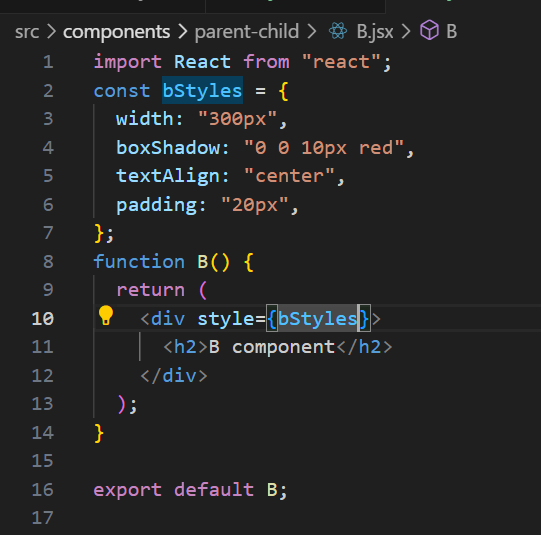 src > components > parent-child > B.jsx > B
1 import React from "react";
2 const bStyles = {
3   width: "300px",
4   boxShadow: "0 0 10px red",
5   textAlign: "center",
6   padding: "20px",
7 };
8 function B() {
9   return (
10     <div style={bStyles}>
11       <h2>B component</h2>
12     </div>
13   );
14 }
15
16 export default B;
17